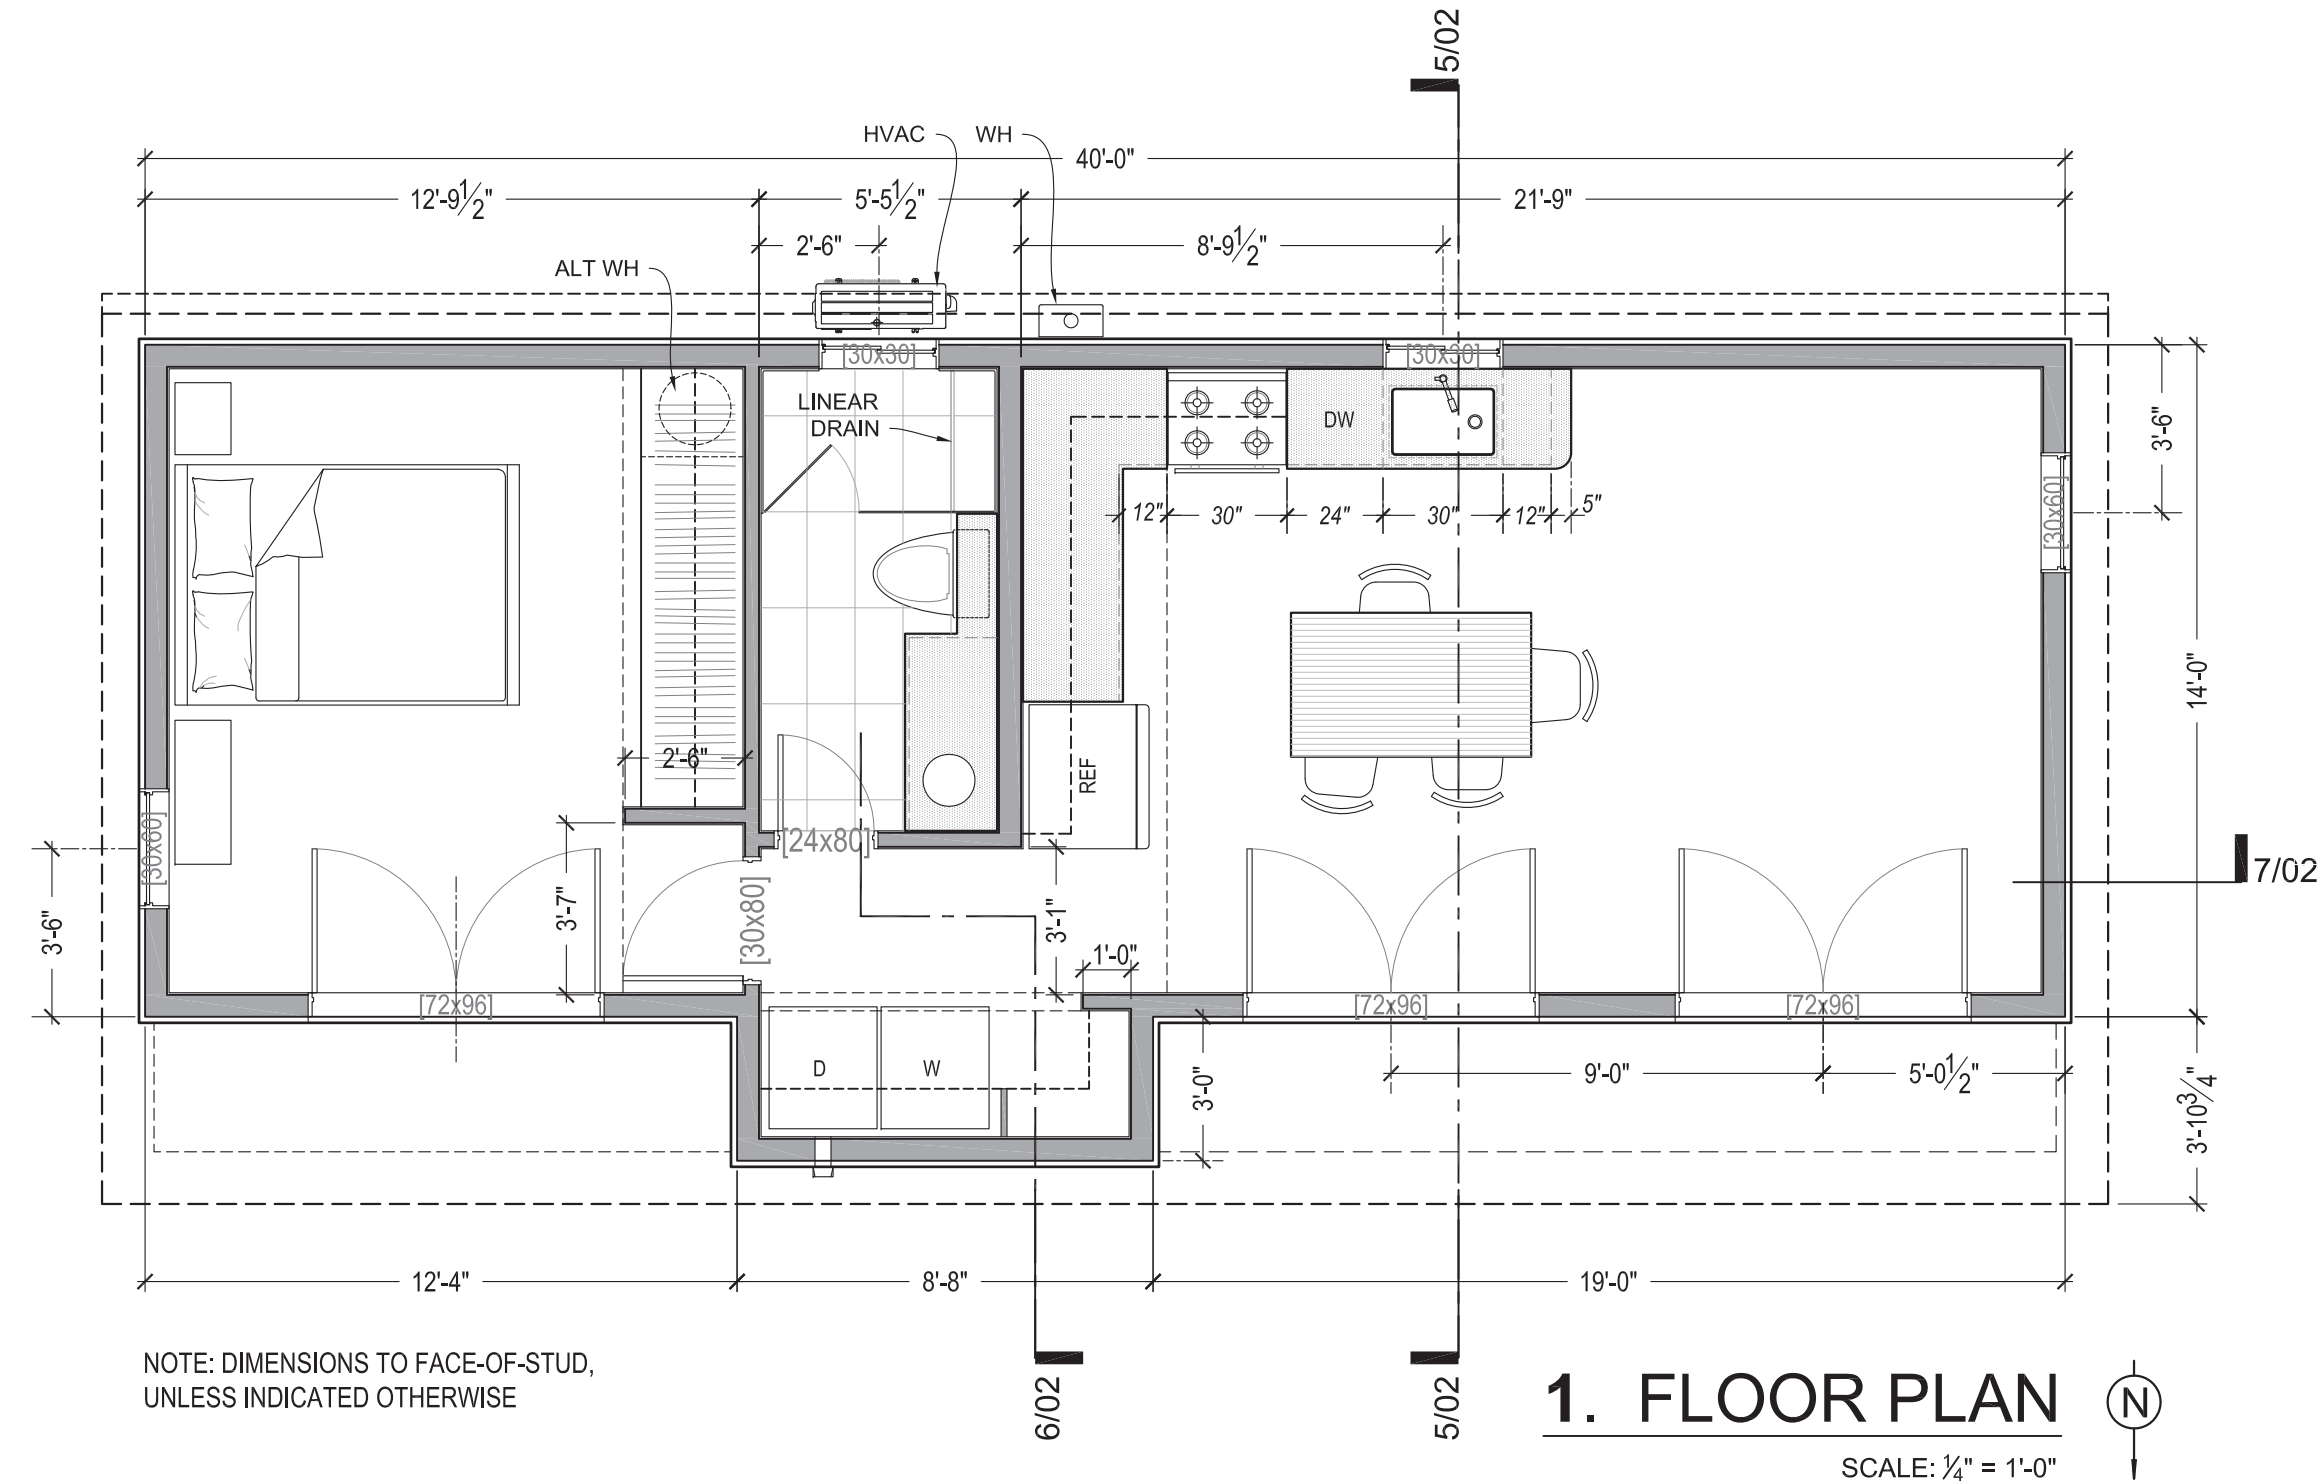 5/02
HVAC
WH
40'-0"
12'-9½"
5'-5½"
21'-9"
2'-6"
8'-9½"
ALT WH
[30x30]
[30x30]
LINEAR
DRAIN
DW
3'-6"
12"
30"
24"
30"
12"
5"
[30x60]
14'-0"
2'-6"
REF
[30x60]
[24x80]
7/02
3'-6"
3'-7"
[30x80]
3'-1"
1'-0"
[72x96]
[72x96]
[72x96]
D
W
3'-0"
9'-0"
5'-0½"
3'-10¾"
12'-4"
8'-8"
19'-0"
NOTE: DIMENSIONS TO FACE-OF-STUD,
UNLESS INDICATED OTHERWISE
6/02
5/02
1. FLOOR PLAN
N
SCALE: ¼" = 1'-0"